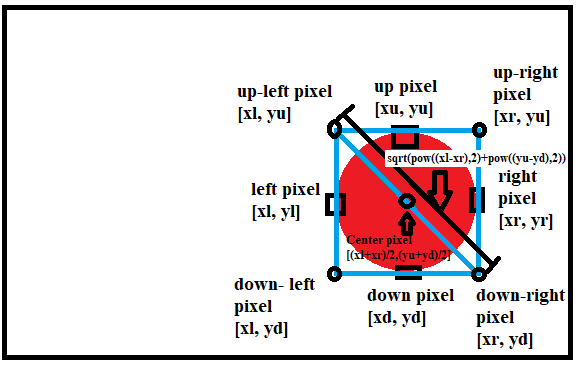 up-left pixel
[xl, yu]
up pixel
[xu, yu]
up-right
pixel
[xr, yu]
sqrt(pow((xl-xr),2)+pow((yu-yd),2))
left pixel
[xl, yl]
right
pixel
[xr, yr]
Center pixel
[(xl+xr)/2,(yu+yd)/2]
down- left
pixel
[xl, yd]
down pixel
[xd, yd]
down-right
pixel
[xr, yd]